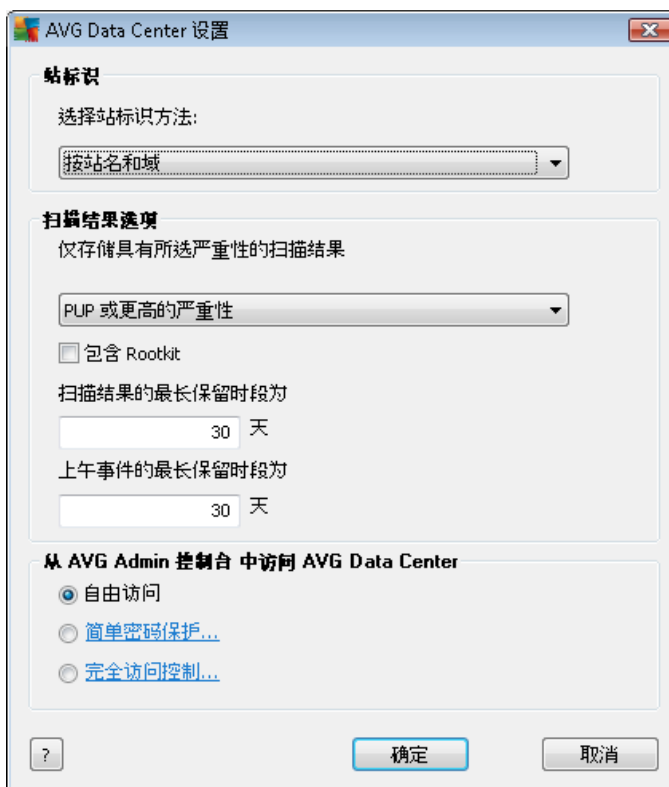 AVG Data Center 设置
站标识
选择站标识方法:
按站名和域
扫描结果选项
仅存储具有所选严重性的扫描结果
PUP 或更高的严重性
包含 Rootkit
扫描结果的最长保留时段为
30 天
上午事件的最长保留时段为
30 天
从 AVG Admin 控制台 中访问 AVG Data Center
自由访问
简单密码保护...
完全访问控制...
? 确定 取消